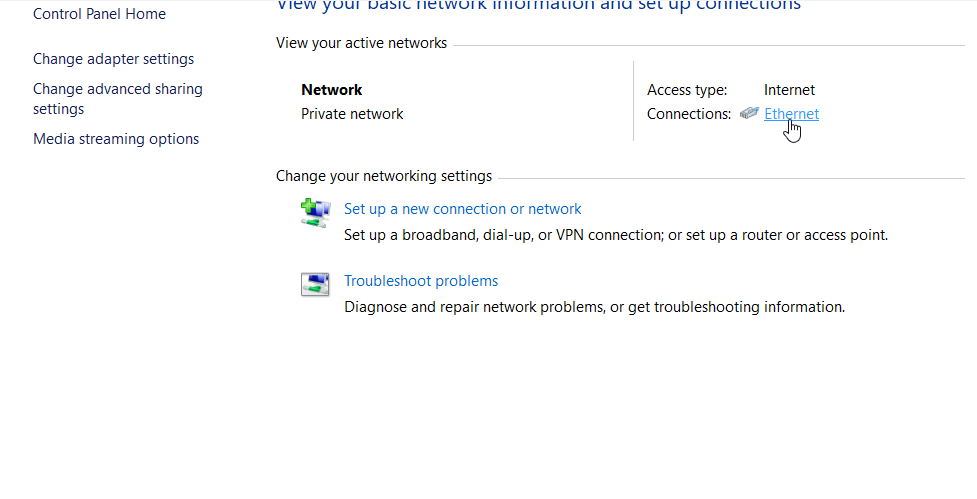 View your basic network information and set up connections
Control Panel Home
Change adapter settings
Change advanced sharing
settings
Media streaming options
View your active networks
Network
Private network
Access type: Internet
Connections: Ethernet
Change your networking settings
Set up a new connection or network
Set up a broadband, dial-up, or VPN connection; or set up a router or access point.
Troubleshoot problems
Diagnose and repair network problems, or get troubleshooting information.